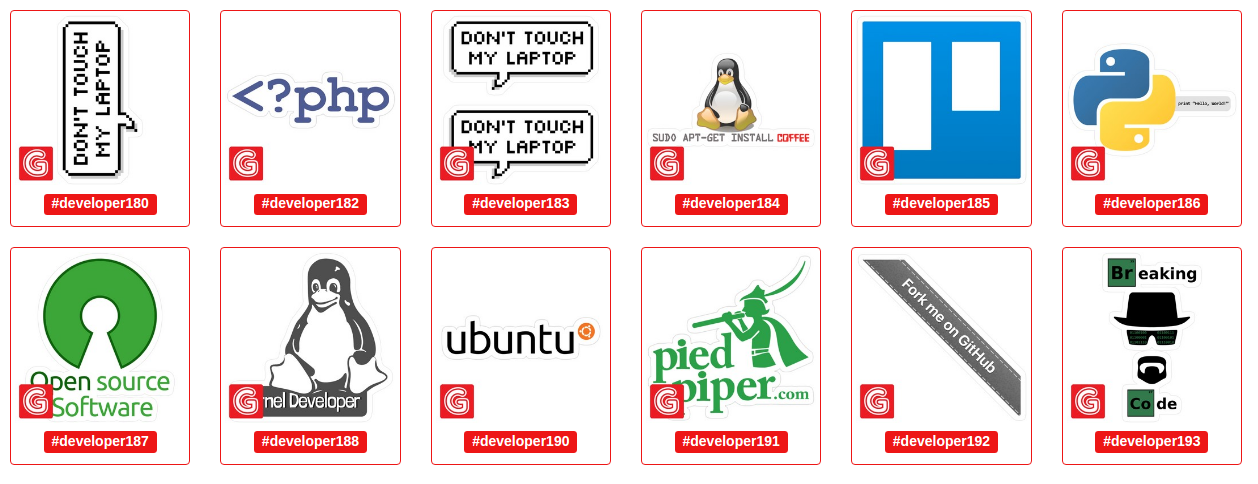 DON'T TOUCH
MY LAPTOP
G
#developer180
<?php
G
#developer182
DON'T TOUCH
MY LAPTOP
DON'T TOUCH
MY LAPTOP
G
#developer183
SUDO APT-GET INSTALL COFFEE
G
#developer184
G
#developer185
print "Hello, World!"
G
#developer186
Open source
Software
G
#developer187
nel Developer
G
#developer188
ubuntu
G
#developer190
pied
piper.com
G
#developer191
Fork me on GitHub
G
#developer192
Breaking
Code
G
#developer193